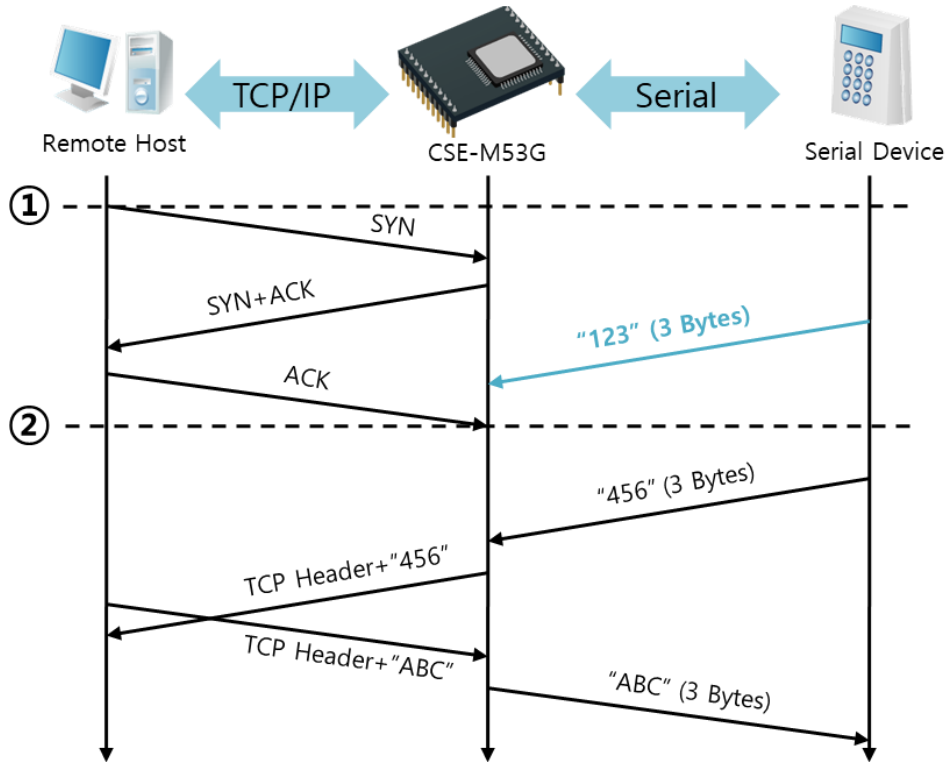 TCP/IP
Serial
Remote Host
CSE-M53G
Serial Device
①
SYN
SYN+ACK
“123” (3 Bytes)
ACK
②
“456” (3 Bytes)
TCP Header+”456”
TCP Header+”ABC”
“ABC” (3 Bytes)